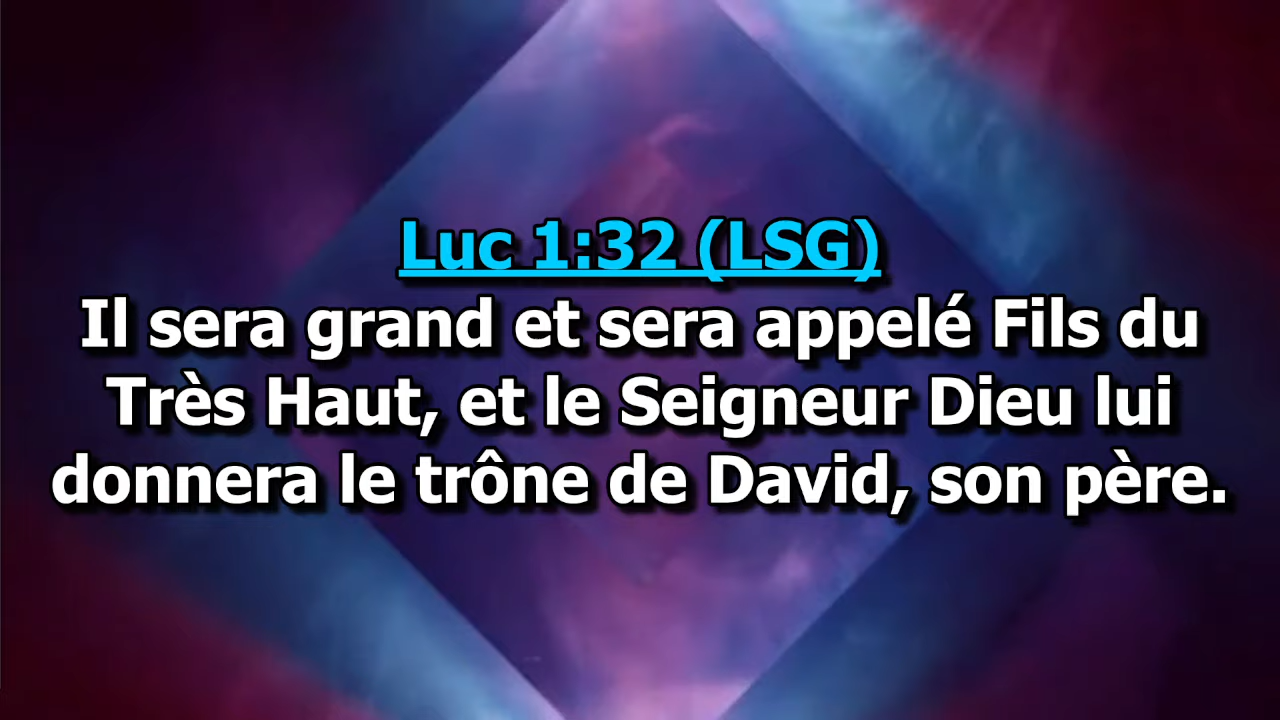 Luc 1:32 (LSG)
Il sera grand et sera appelé Fils du
Très Haut, et le Seigneur Dieu lui
donnera le trône de David, son père.